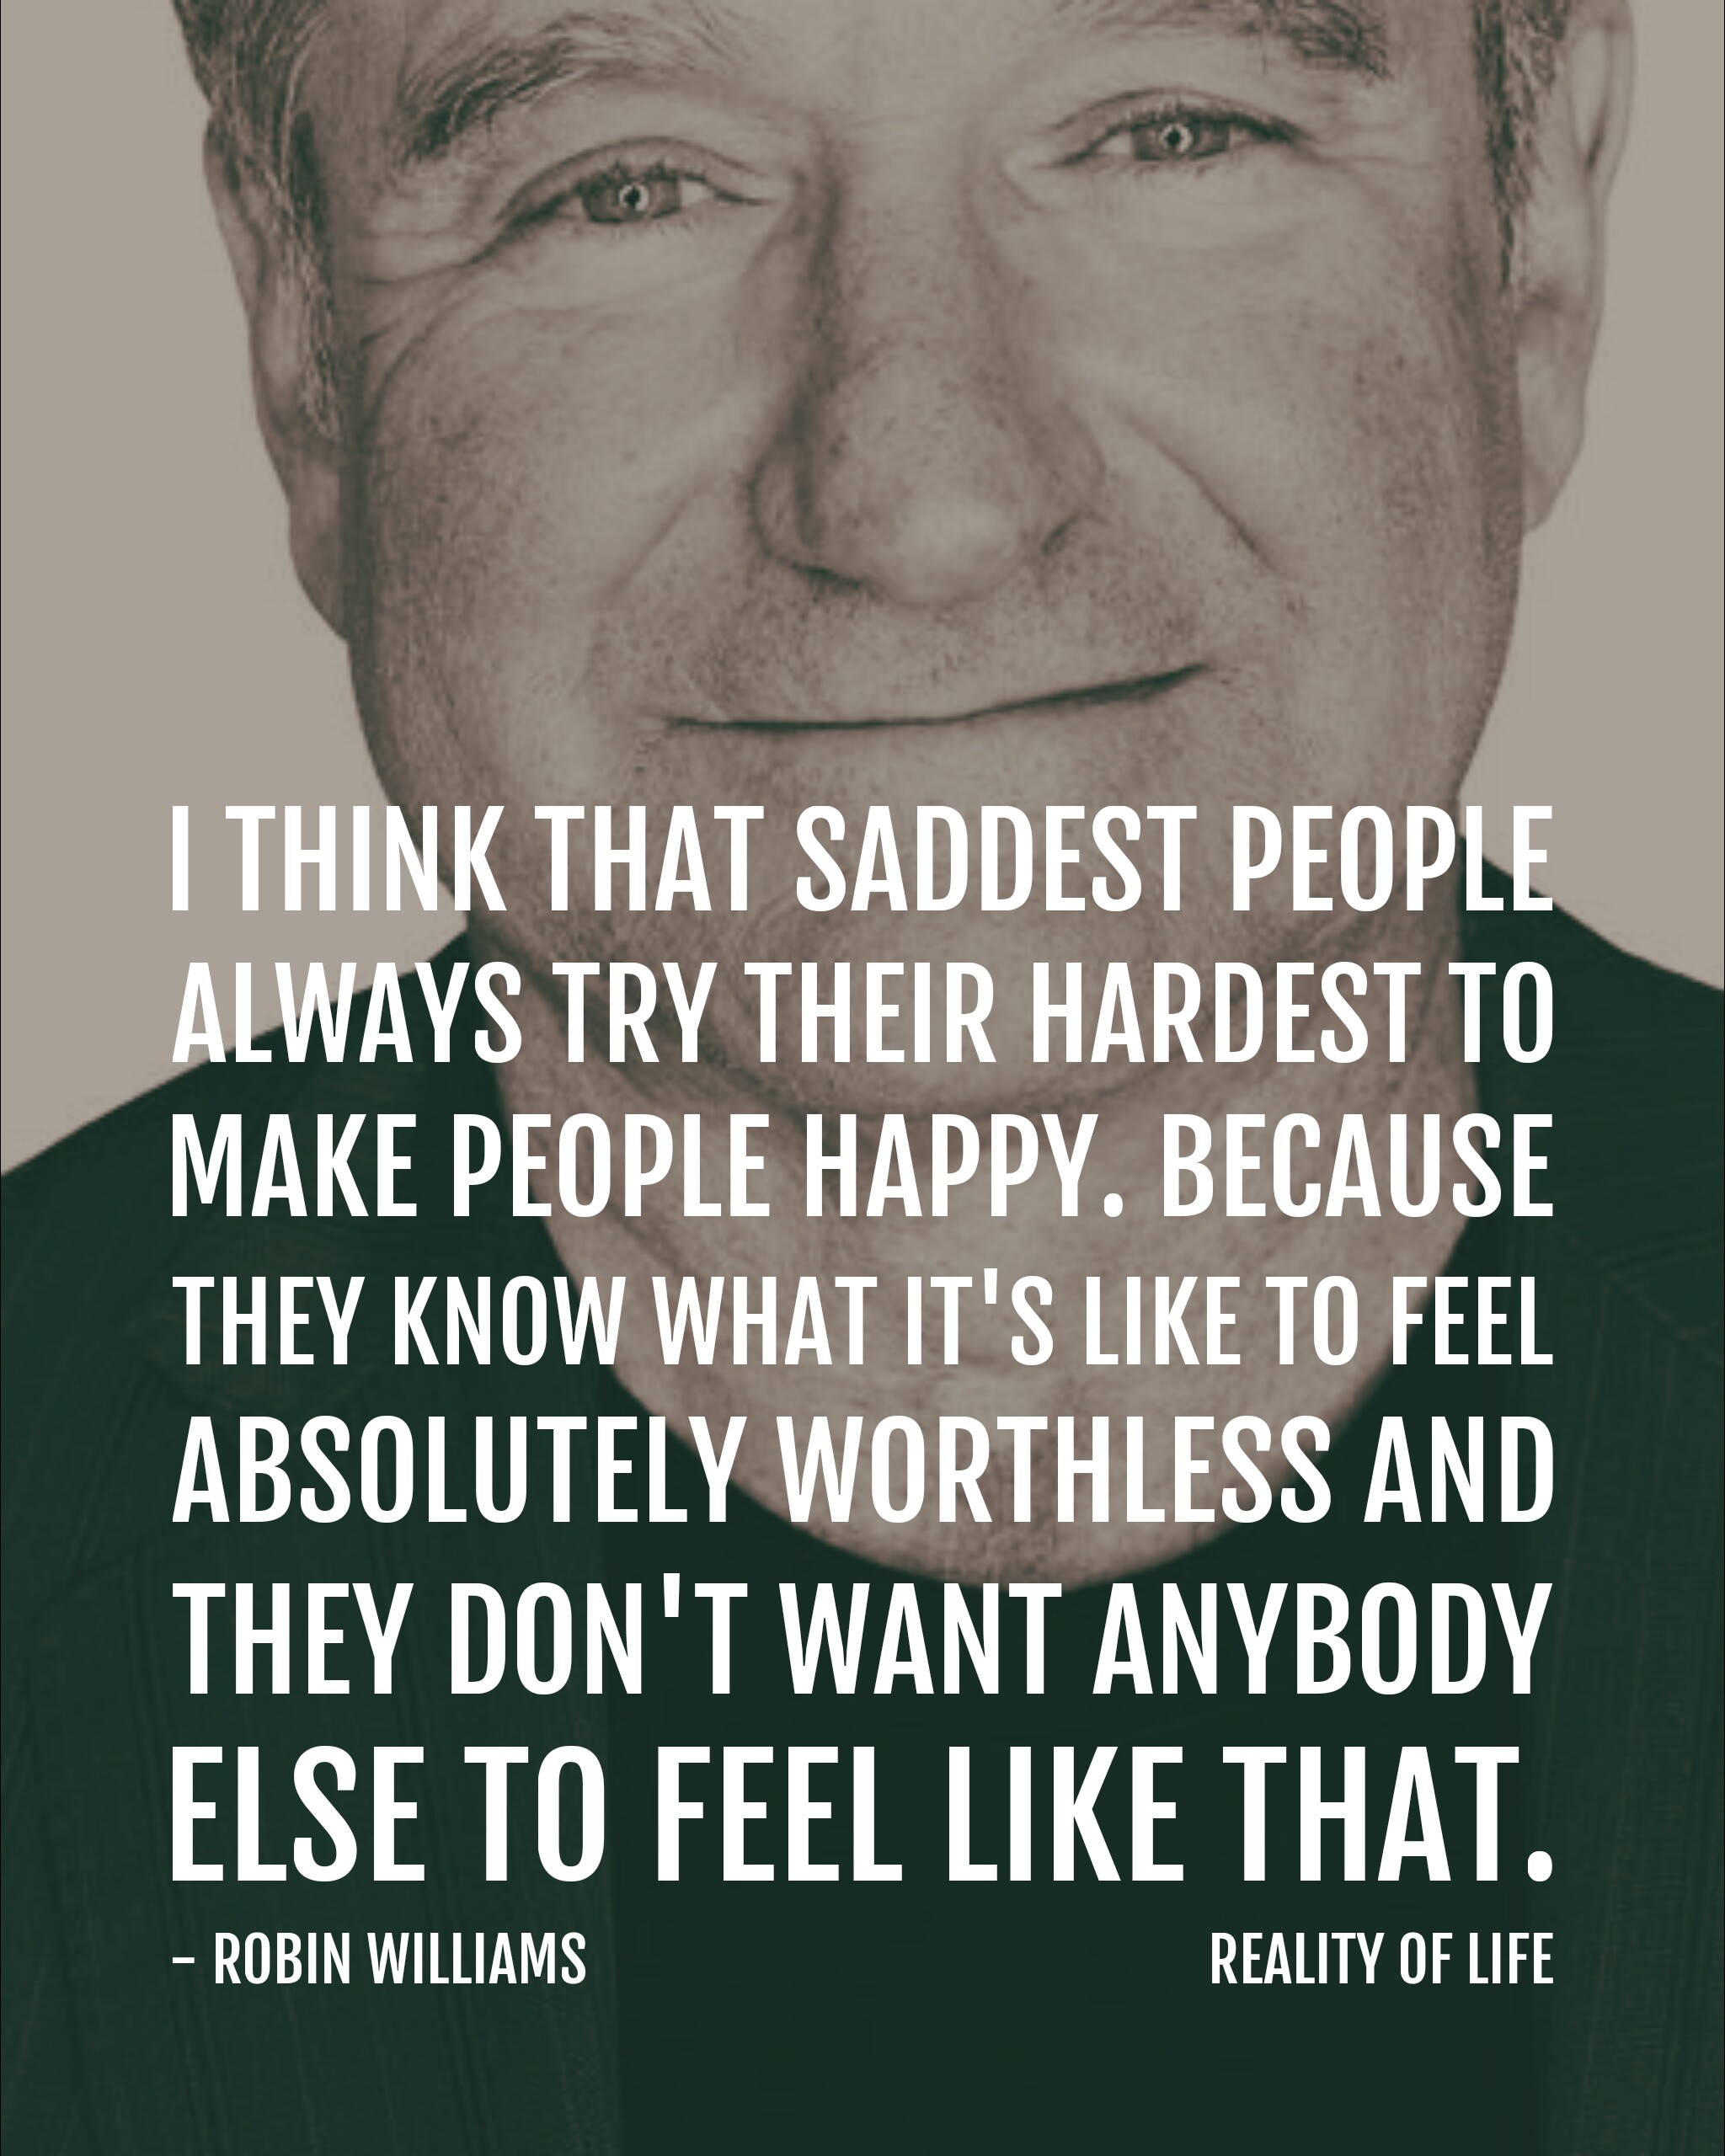 I THINK THAT SADDEST PEOPLE
ALWAYS TRY THEIR HARDEST TO
MAKE PEOPLE HAPPY. BECAUSE
THEY KNOW WHAT IT'S LIKE TO FEEL
ABSOLUTELY WORTHLESS AND
THEY DON'T WANT ANYBODY
ELSE TO FEEL LIKE THAT.
– ROBIN WILLIAMS
REALITY OF LIFE